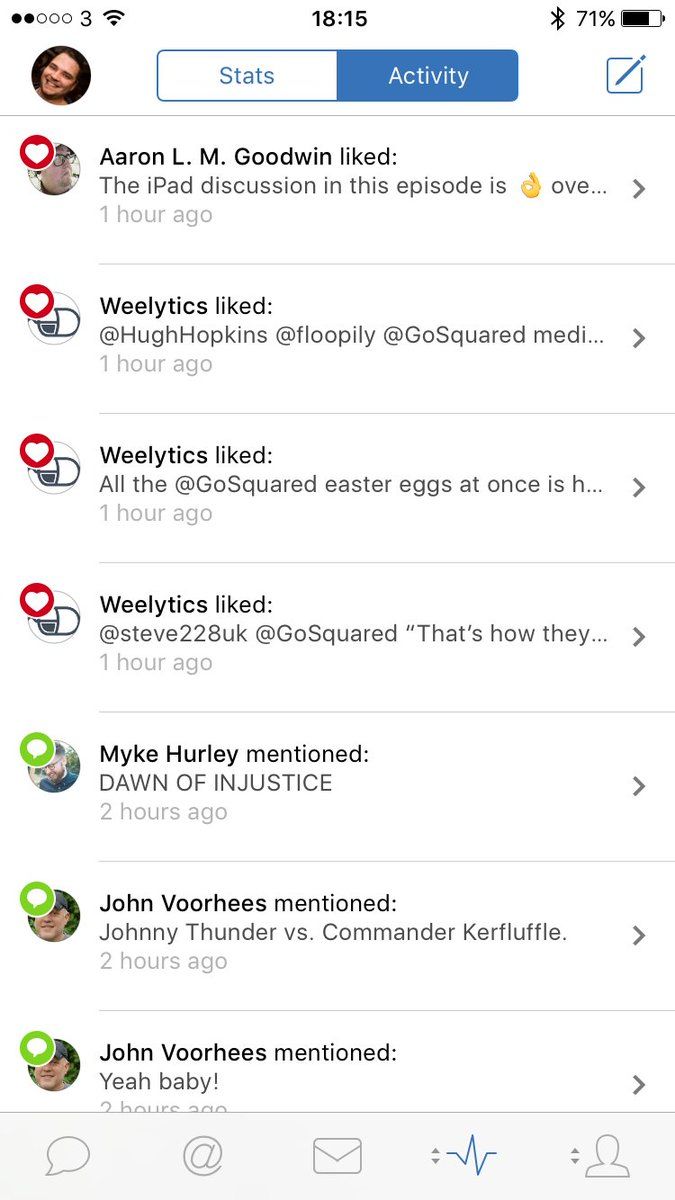 3 18:15 71%
Stats Activity
Aaron L. M. Goodwin liked:
The iPad discussion in this episode is 👌 ove...
1 hour ago
Weelytics liked:
@HughHopkins @floopily @GoSquared medi...
1 hour ago
Weelytics liked:
All the @GoSquared easter eggs at once is h...
1 hour ago
Weelytics liked:
@steve228uk @GoSquared “That’s how they...
1 hour ago
Myke Hurley mentioned:
DAWN OF INJUSTICE
2 hours ago
John Voorhees mentioned:
Johnny Thunder vs. Commander Kerfluffle.
2 hours ago
John Voorhees mentioned:
Yeah baby!
2 hours ago
@